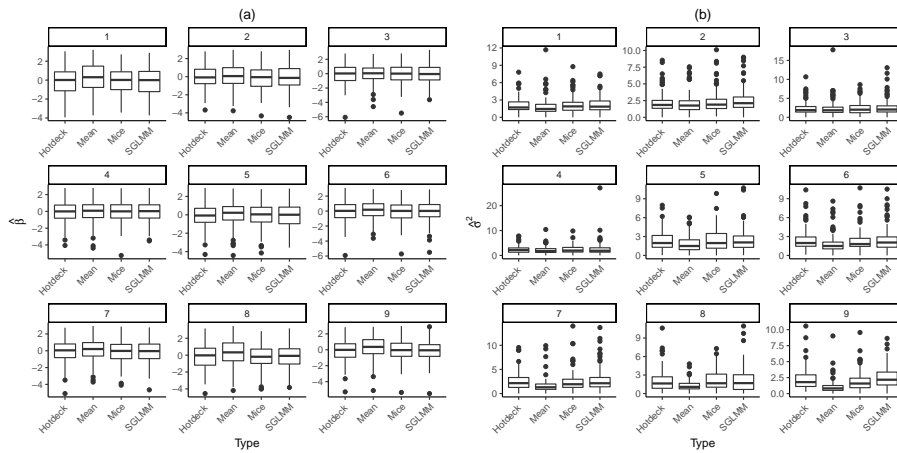 (a)
1
2
3
2
0
−2
−4
2
0
−2
−4
2
0
−2
−4
−6
Hotdeck
Mean
Mice
SGLMM
Hotdeck
Mean
Mice
SGLMM
Hotdeck
Mean
Mice
SGLMM
4
5
6
2
0
−2
−4
2
0
−2
−4
2
0
−2
−4
−6
Hotdeck
Mean
Mice
SGLMM
Hotdeck
Mean
Mice
SGLMM
Hotdeck
Mean
Mice
SGLMM
7
8
9
2
0
−2
−4
2
0
−2
−4
2
0
−2
−4
Hotdeck
Mean
Mice
SGLMM
Hotdeck
Mean
Mice
SGLMM
Hotdeck
Mean
Mice
SGLMM
β̂
Type
(b)
1
2
3
12
9
6
3
0
10.0
7.5
5.0
2.5
0.0
15
10
5
0
Hotdeck
Mean
Mice
SGLMM
Hotdeck
Mean
Mice
SGLMM
Hotdeck
Mean
Mice
SGLMM
4
5
6
20
10
0
9
6
3
0
9
6
3
0
Hotdeck
Mean
Mice
SGLMM
Hotdeck
Mean
Mice
SGLMM
Hotdeck
Mean
Mice
SGLMM
7
8
9
10
5
0
9
6
3
0
10.0
7.5
5.0
2.5
0.0
Hotdeck
Mean
Mice
SGLMM
Hotdeck
Mean
Mice
SGLMM
Hotdeck
Mean
Mice
SGLMM
σ̂²
Type